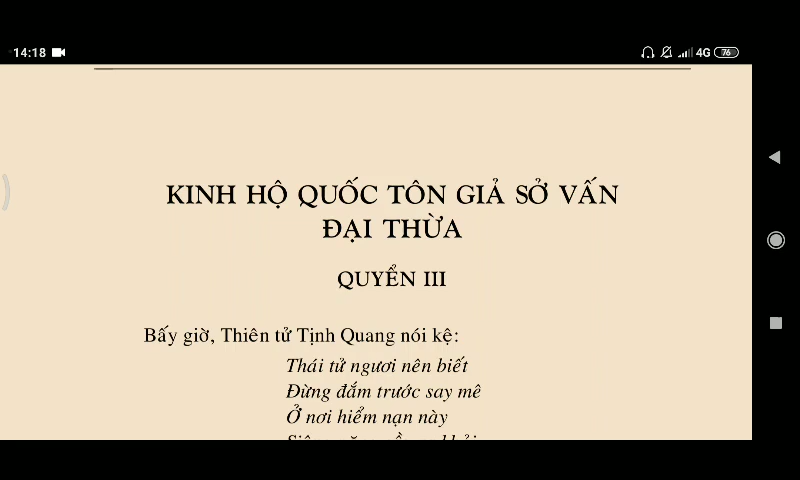 14:18
4G 76
KINH HỘ QUỐC TÔN GIẢ SỞ VẤN
ĐẠI THỪA
QUYỂN III
Bấy giờ, Thiên tử Tịnh Quang nói kệ:
Thái tử ngươi nên biết
Đừng đắm trước say mê
Ở nơi hiểm nạn này